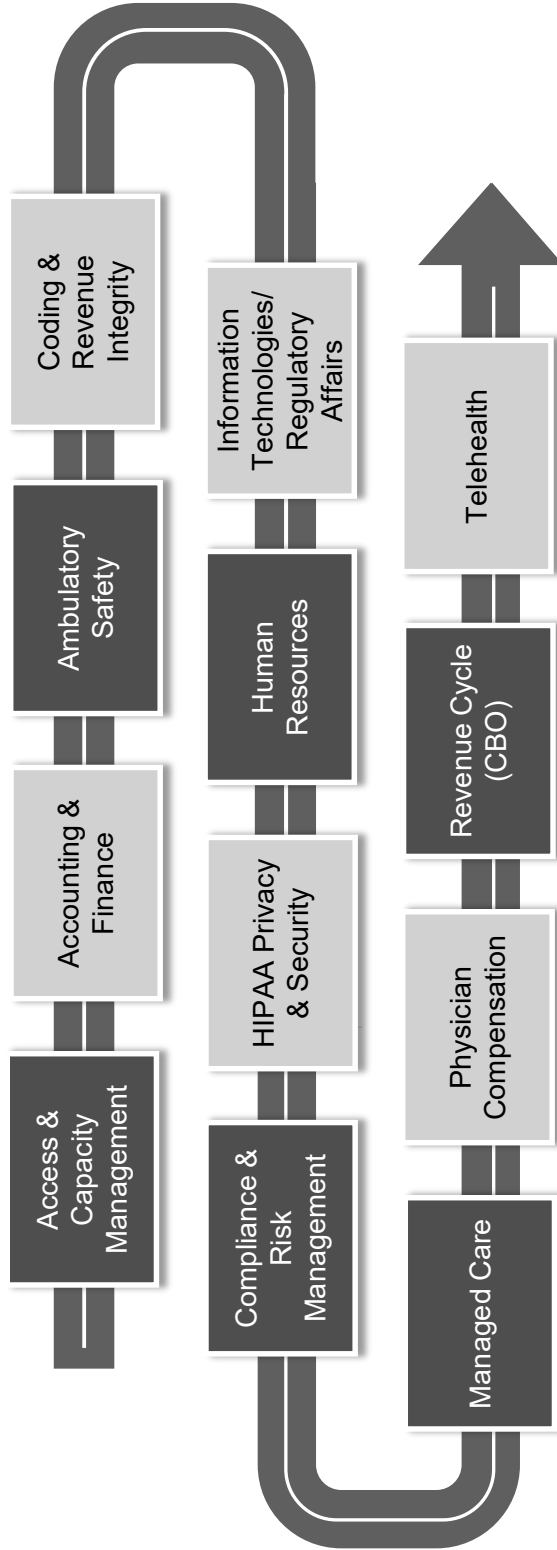 Access &
Capacity
Management
Accounting &
Finance
Ambulatory
Safety
Coding &
Revenue
Integrity
Compliance &
Risk
Management
HIPAA Privacy
& Security
Human
Resources
Information
Technologies/
Regulatory
Affairs
Managed Care
Physician
Compensation
Revenue Cycle
(CBO)
Telehealth